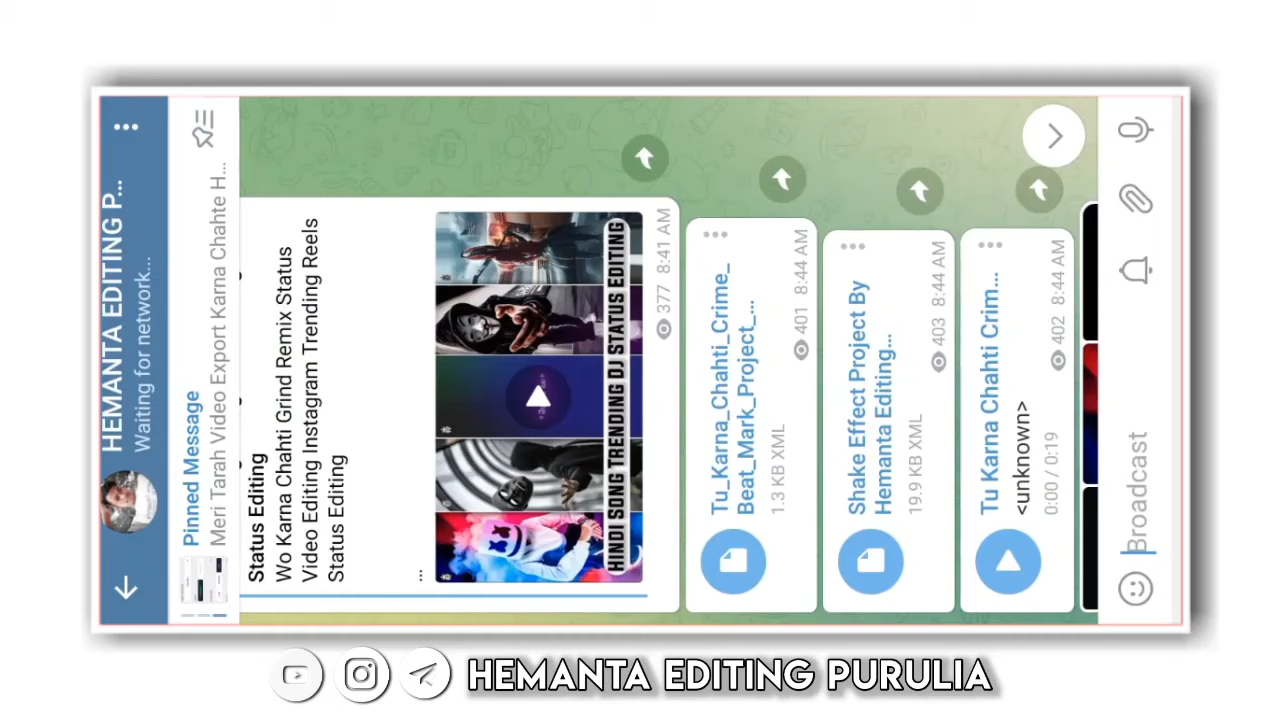 HEMANTA EDITING P...
Waiting for network...
Pinned Message
Meri Tarah Video Export Karna Chahte H...
Status Editing
Wo Karna Chahti Grind Remix Status
Video Editing Instagram Trending Reels
Status Editing
...
HINDI SONG TRENDING DJ STATUS EDITING
377 8:41 AM
Tu_Karna_Chahti_Crime_
Beat_Mark_Project_...
1.3 KB XML
401 8:44 AM
Shake Effect Project By
Hemanta Editing...
19.9 KB XML
403 8:44 AM
Tu Karna Chahti Crim...
<unknown>
0:00 / 0:19
402 8:44 AM
Broadcast
HEMANTA EDITING PURULIA